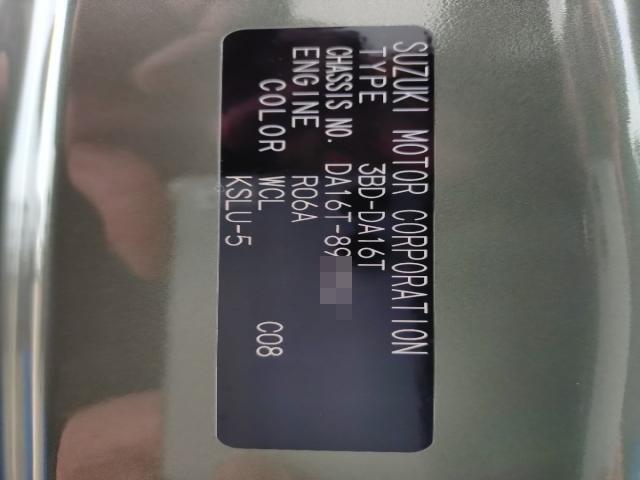 SUZUKI MOTOR CORPORATION
TYPE 3BD-DA16T
CHASSIS NO. DA16T-89
ENGINE R06A
COLOR WCL C08
KSLU-5